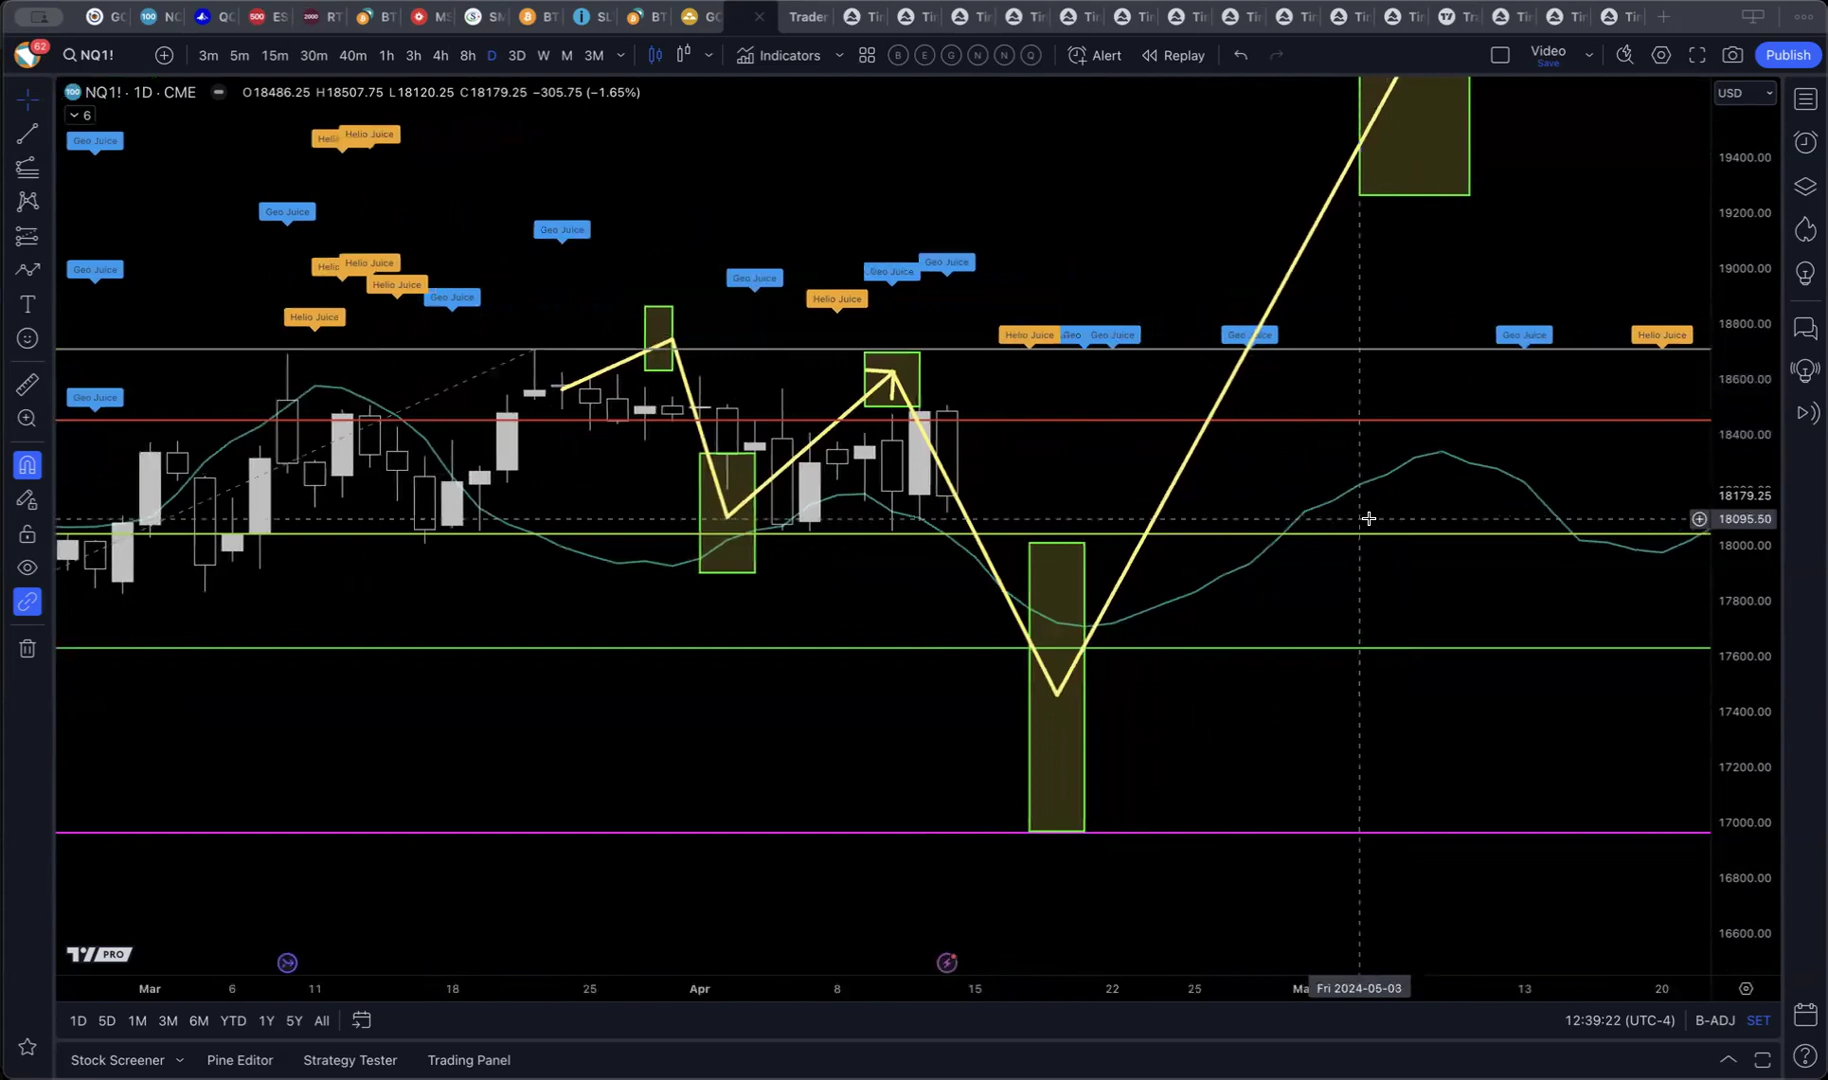 62
NQ1!
3m 5m 15m 30m 40m 1h 3h 4h 8h D 3D W M 3M
Indicators
B E G N N Q
Alert
Replay
Video
Save
Publish
Trader
NQ1! · 1D · CME
O18486.25 H18507.75 L18120.25 C18179.25 −305.75 (−1.65%)
USD
6
Geo Juice
Helio Juice
Geo Juice
Geo Juice
Geo Juice
Helio Juice
Geo Juice
Geo Juice
Geo Juice
Helio Juice
Geo Juice
Helio Juice
Helio Juice
Helio Juice
Geo Juice
Geo Juice
Geo Juice
Geo Juice
Helio Juice
Geo Juice
19400.00
19200.00
19000.00
18800.00
18600.00
18400.00
18179.25
18095.50
18000.00
17800.00
17600.00
17400.00
17200.00
17000.00
16800.00
16600.00
PRO
Mar 6 11 18 25 Apr 8 15 22 25 Fri 2024-05-03 13 20
1D 5D 1M 3M 6M YTD 1Y 5Y All
12:39:22 (UTC-4) B-ADJ SET
Stock Screener Pine Editor Strategy Tester Trading Panel